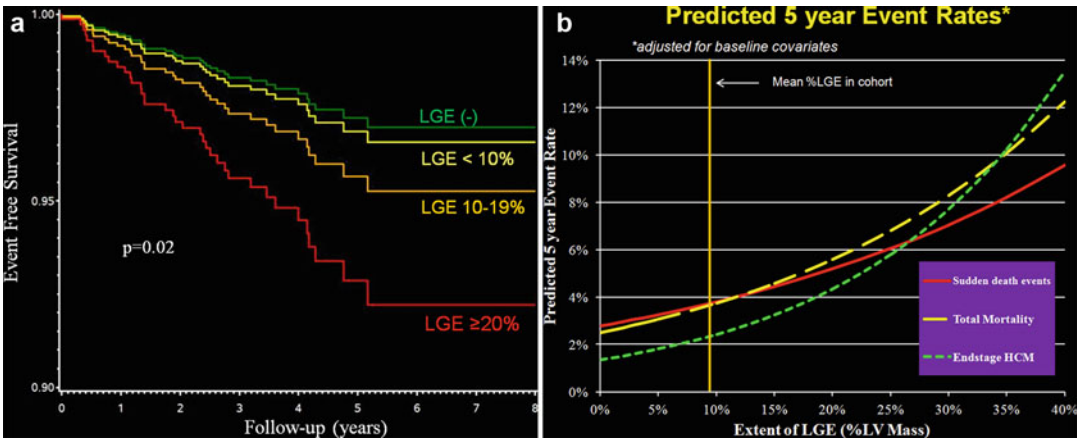 a
1.00
0.95
0.90
Event Free Survival
LGE (-)
LGE < 10%
LGE 10-19%
LGE ≥20%
p=0.02
0 1 2 3 4 5 6 7 8
Follow-up (years)
b
Predicted 5 year Event Rates*
*adjusted for baseline covariates
Mean %LGE in cohort
Predicted 5 year Event Rate
14%
12%
10%
8%
6%
4%
2%
0%
Sudden death events
Total Mortality
Endstage HCM
0% 5% 10% 15% 20% 25% 30% 35% 40%
Extent of LGE (%LV Mass)